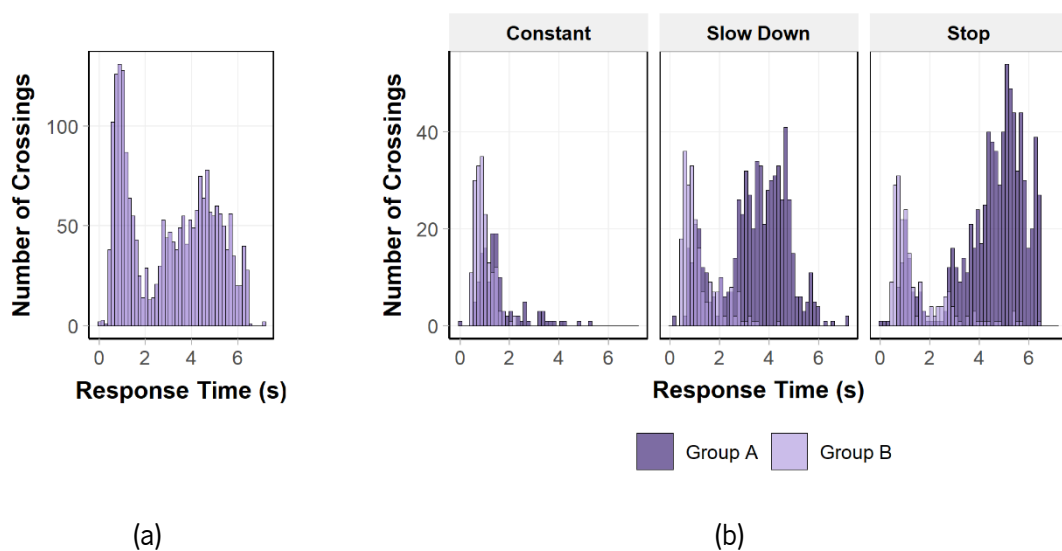 Number of Crossings
100
50
0
0 2 4 6
Response Time (s)
(a)
Constant Slow Down Stop
Number of Crossings
40
20
0
0 2 4 6 0 2 4 6 0 2 4 6
Response Time (s)
Group A Group B
(b)